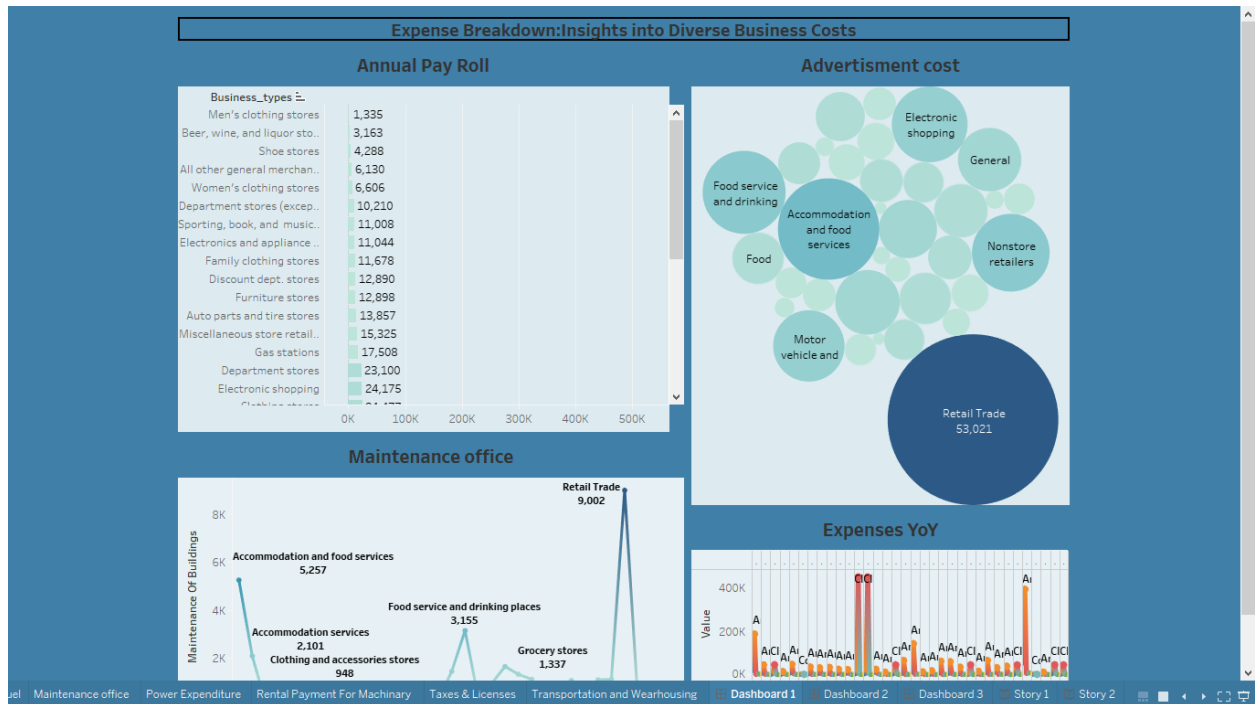 Expense Breakdown:Insights into Diverse Business Costs
Annual Pay Roll
Business_types
Men's clothing stores 1,335
Beer, wine, and liquor sto.. 3,163
Shoe stores 4,288
All other general merchan.. 6,130
Women's clothing stores 6,606
Department stores (excep.. 10,210
Sporting, book, and music.. 11,008
Electronics and appliance .. 11,044
Family clothing stores 11,678
Discount dept. stores 12,890
Furniture stores 12,898
Auto parts and tire stores 13,857
Miscellaneous store retail.. 15,325
Gas stations 17,508
Department stores 23,100
Electronic shopping 24,175
0K 100K 200K 300K 400K 500K
Advertisment cost
Electronic
shopping
General
Food service
and drinking
Accommodation
and food
services
Food
Nonstore
retailers
Motor
vehicle and
Retail Trade
53,021
Maintenance office
Maintenance Of Buildings
8K
6K
4K
2K
Retail Trade
9,002
Accommodation and food services
5,257
Food service and drinking places
3,155
Accommodation services
2,101
Grocery stores
1,337
Clothing and accessories stores
948
Expenses YoY
Value
400K
200K
0K
uel Maintenance office Power Expenditure Rental Payment For Machinary Taxes & Licenses Transportation and Wearhousing Dashboard 1 Dashboard 2 Dashboard 3 Story 1 Story 2